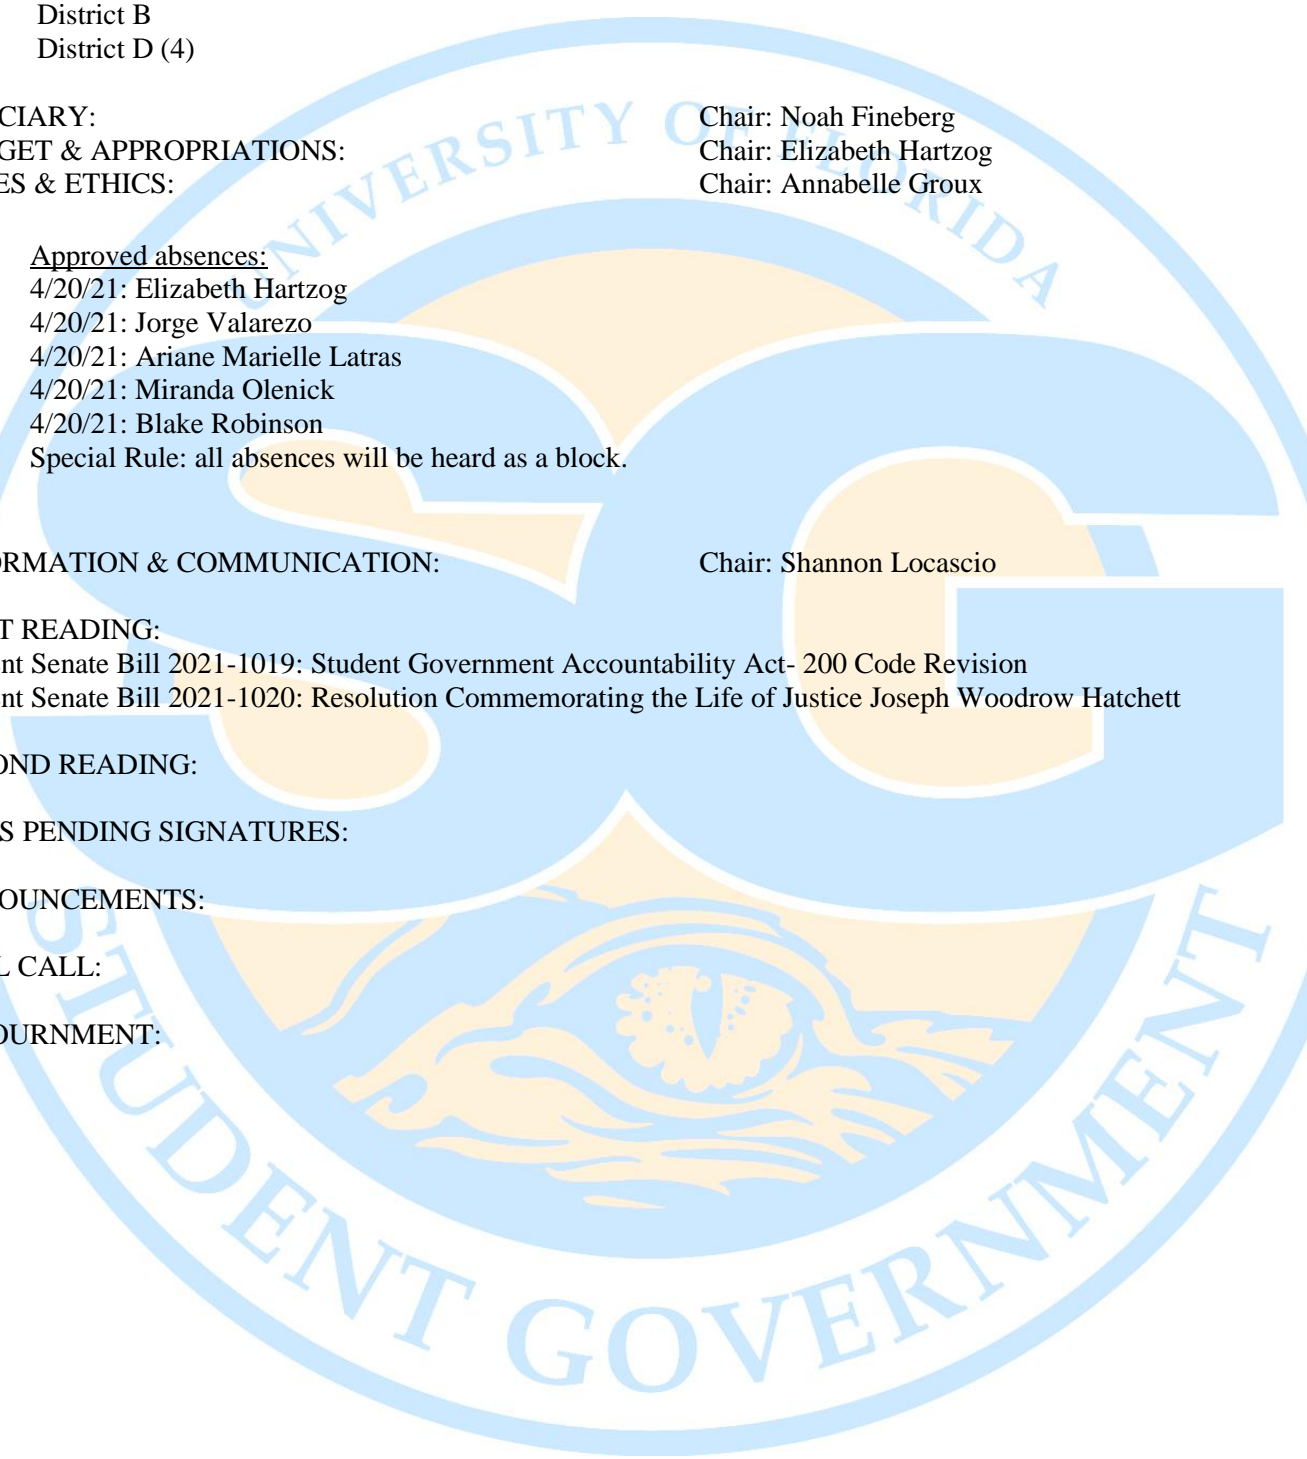 District B
District D (4)
CIARY: Chair: Noah Fineberg
GET & APPROPRIATIONS: Chair: Elizabeth Hartzog
ES & ETHICS: Chair: Annabelle Groux
Approved absences:
4/20/21: Elizabeth Hartzog
4/20/21: Jorge Valarezo
4/20/21: Ariane Marielle Latras
4/20/21: Miranda Olenick
4/20/21: Blake Robinson
Special Rule: all absences will be heard as a block.
ORMATION & COMMUNICATION: Chair: Shannon Locascio
T READING:
nt Senate Bill 2021-1019: Student Government Accountability Act- 200 Code Revision
nt Senate Bill 2021-1020: Resolution Commemorating the Life of Justice Joseph Woodrow Hatchett
OND READING:
S PENDING SIGNATURES:
OUNCEMENTS:
L CALL:
OURNMENT:
UNIVERSITY OF FLORIDA
SG
STUDENT GOVERNMENT